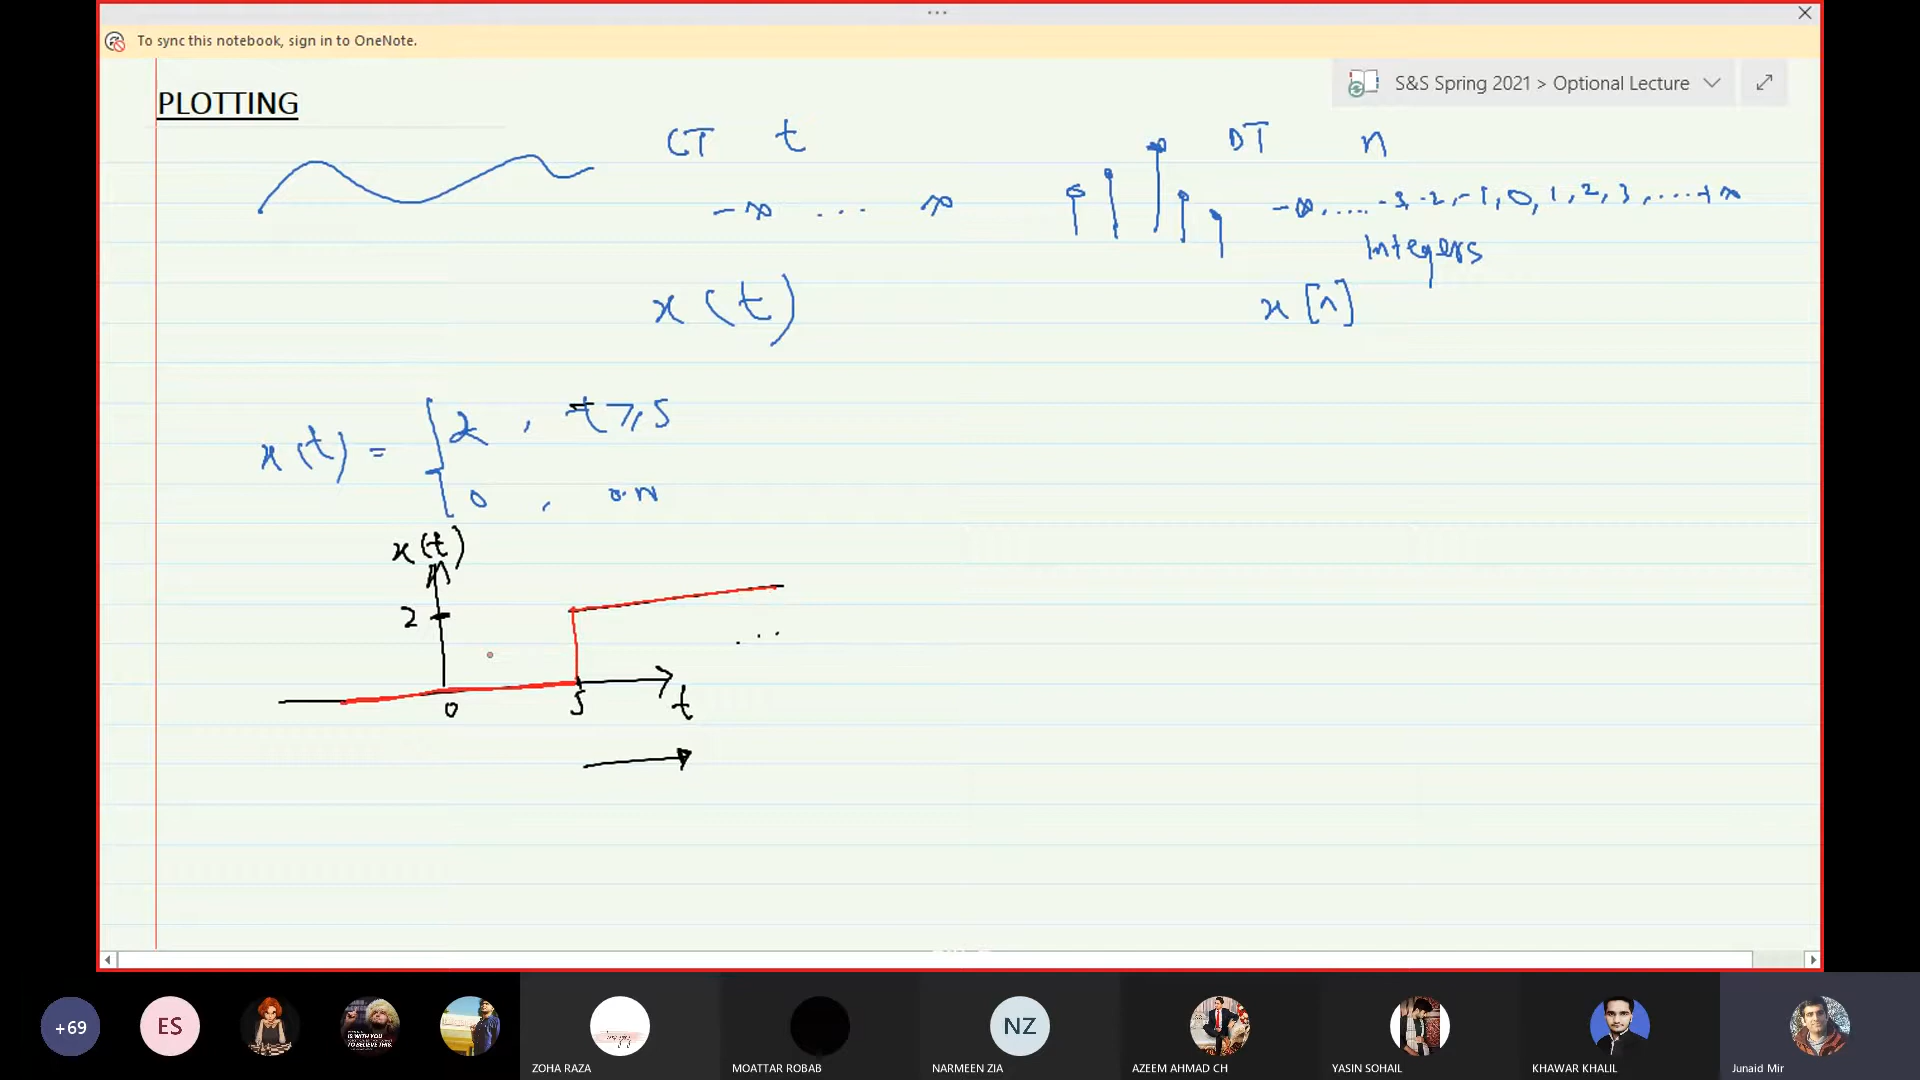 To sync this notebook, sign in to OneNote.
S&S Spring 2021 > Optional Lecture
PLOTTING
CT t
DT n
-∞ ... ∞
-∞, .... -3, -2, -1, 0, 1, 2, 3, .... +∞
Integers
x(t)
x[n]
x(t) = { 2 , t ≥ 5
0 , o.w
x(t)
2
...
0 5 t
+69
ES
NZ
ZOHA RAZA
MOATTAR ROBAB
NARMEEN ZIA
AZEEM AHMAD CH
YASIN SOHAIL
KHAWAR KHALIL
Junaid Mir